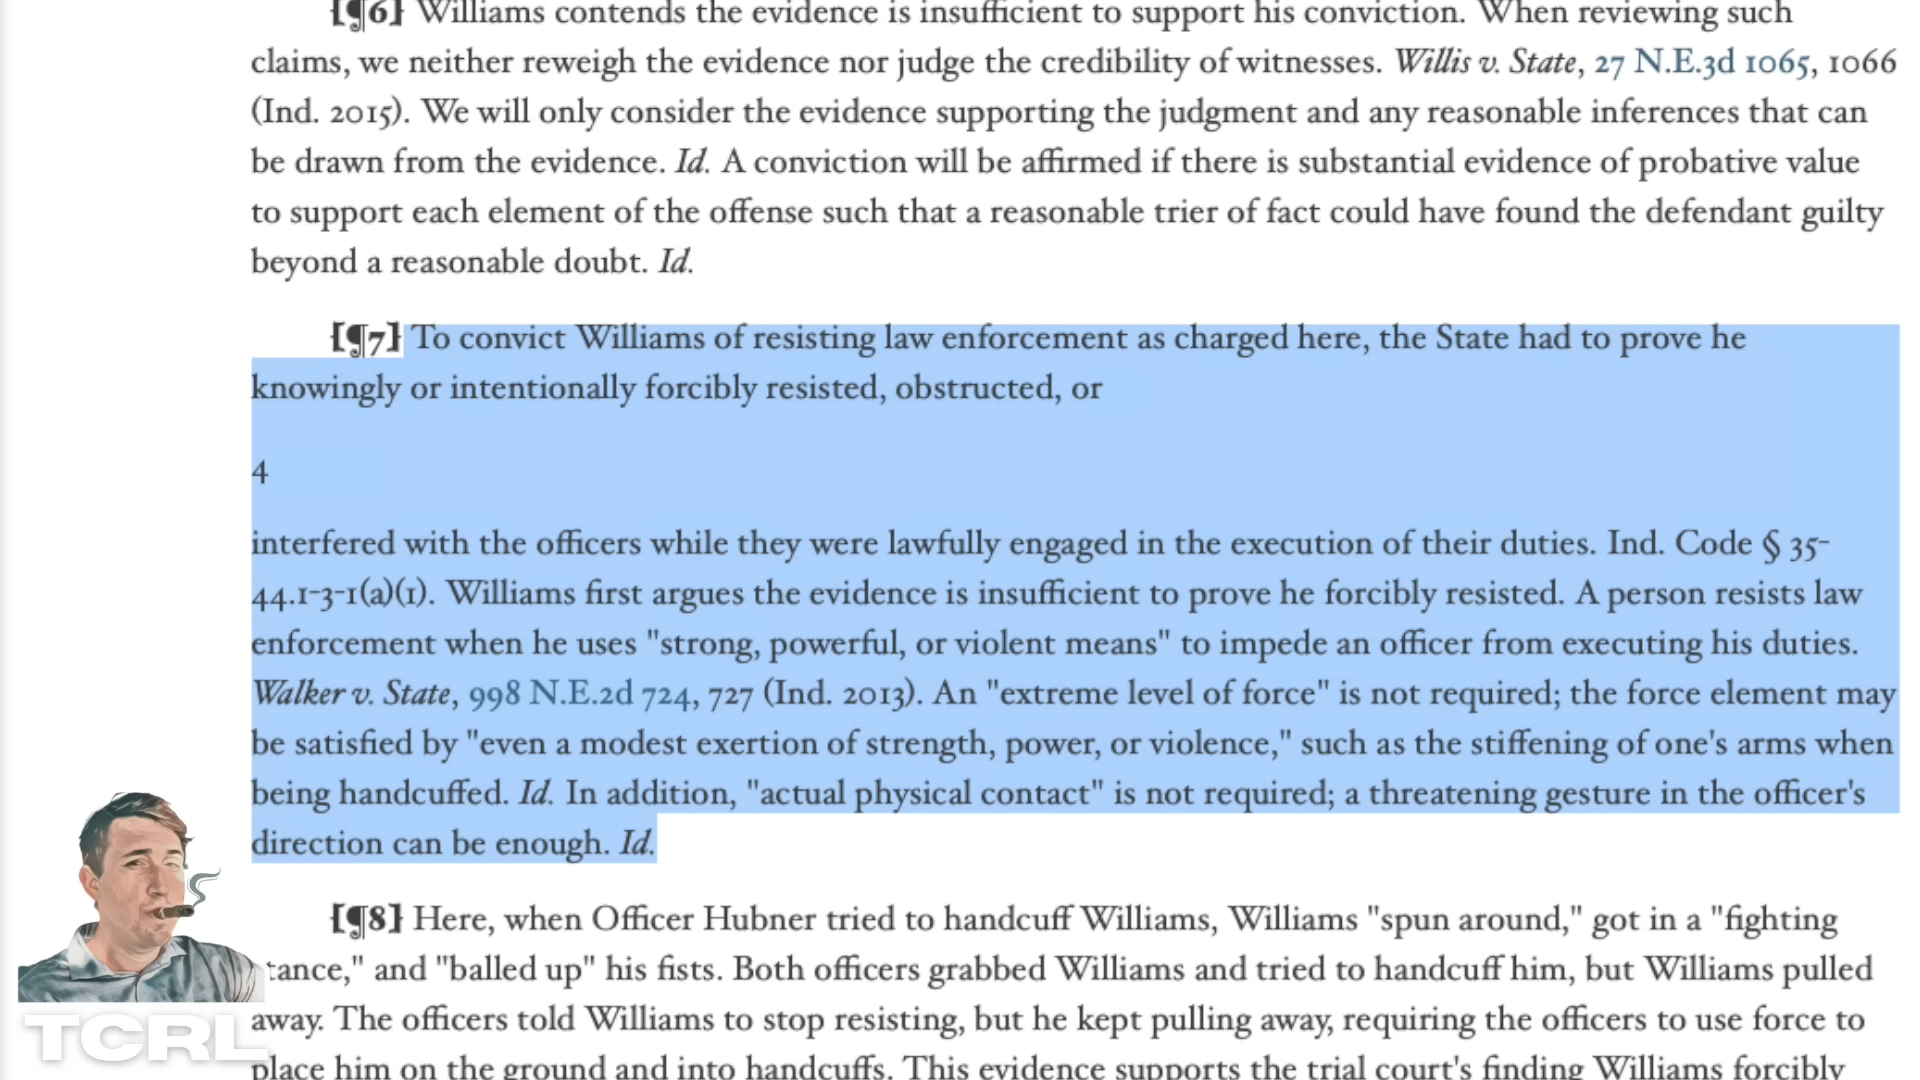 [¶6] Williams contends the evidence is insufficient to support his conviction. When reviewing such
claims, we neither reweigh the evidence nor judge the credibility of witnesses. Willis v. State, 27 N.E.3d 1065, 1066
(Ind. 2015). We will only consider the evidence supporting the judgment and any reasonable inferences that can
be drawn from the evidence. Id. A conviction will be affirmed if there is substantial evidence of probative value
to support each element of the offense such that a reasonable trier of fact could have found the defendant guilty
beyond a reasonable doubt. Id.
[¶7] To convict Williams of resisting law enforcement as charged here, the State had to prove he
knowingly or intentionally forcibly resisted, obstructed, or
4
interfered with the officers while they were lawfully engaged in the execution of their duties. Ind. Code § 35-
44.1-3-1(a)(1). Williams first argues the evidence is insufficient to prove he forcibly resisted. A person resists law
enforcement when he uses "strong, powerful, or violent means" to impede an officer from executing his duties.
Walker v. State, 998 N.E.2d 724, 727 (Ind. 2013). An "extreme level of force" is not required; the force element may
be satisfied by "even a modest exertion of strength, power, or violence," such as the stiffening of one's arms when
being handcuffed. Id. In addition, "actual physical contact" is not required; a threatening gesture in the officer's
direction can be enough. Id.
[¶8] Here, when Officer Hubner tried to handcuff Williams, Williams "spun around," got in a "fighting
tance," and "balled up" his fists. Both officers grabbed Williams and tried to handcuff him, but Williams pulled
away. The officers told Williams to stop resisting, but he kept pulling away, requiring the officers to use force to
place him on the ground and into handcuffs. This evidence supports the trial court's finding Williams forcibly
TCRL